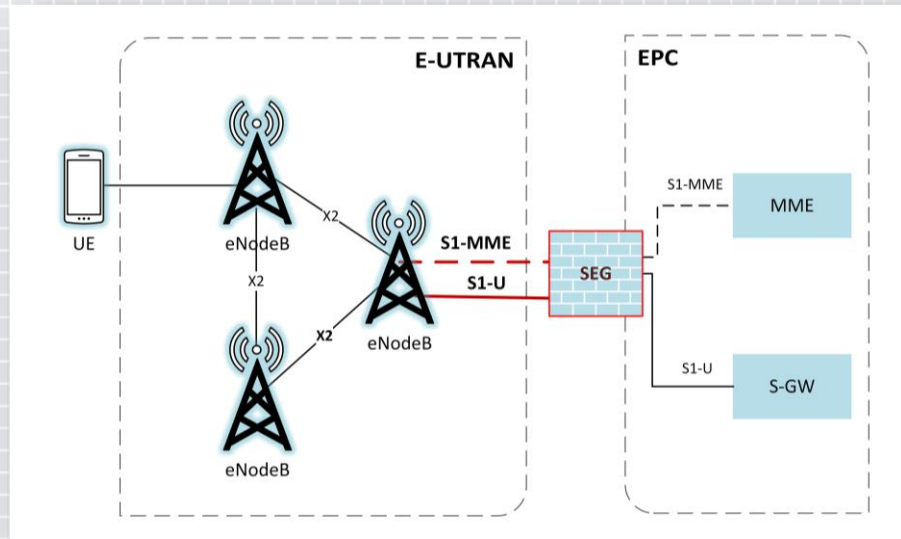 E-UTRAN
EPC
UE
eNodeB
X2
X2
X2
eNodeB
eNodeB
S1-MME
S1-U
SEG
S1-MME
MME
S1-U
S-GW